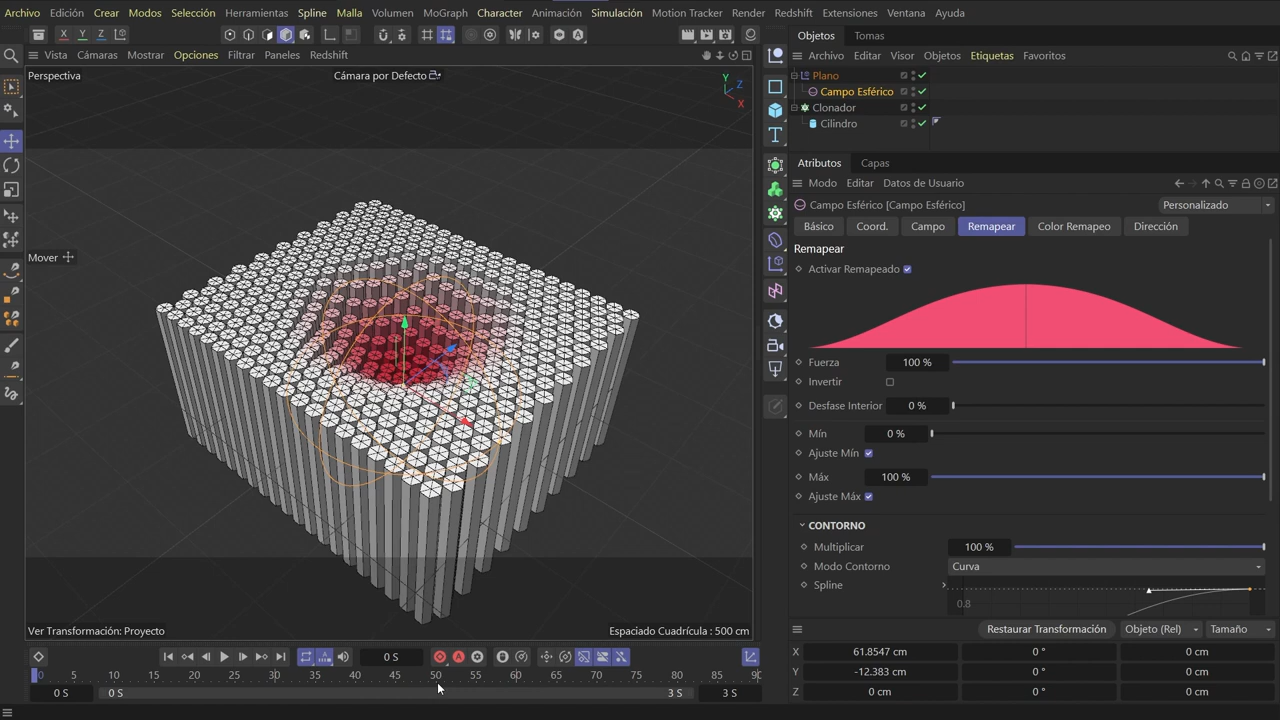 Archivo Edición Crear Modos Selección Herramientas Spline Malla Volumen MoGraph Character Animación Simulación Motion Tracker Render Redshift Extensiones Ventana Ayuda
X Y Z
Vista Cámaras Mostrar Opciones Filtrar Paneles Redshift
Perspectiva
Cámara por Defecto
Y
Z
X
Mover
Ver Transformación: Proyecto
Espaciado Cuadrícula : 500 cm
0 S
0 5 10 15 20 25 30 35 40 45 50 55 60 65 70 75 80 85 90
0 S
0 S
3 S
3 S
Objetos Tomas
Archivo Editar Visor Objetos Etiquetas Favoritos
Plano
Campo Esférico
Clonador
Cilindro
Atributos Capas
Modo Editar Datos de Usuario
Campo Esférico [Campo Esférico]
Personalizado
Básico Coord. Campo Remapear Color Remapeo Dirección
Remapear
Activar Remapeado
Fuerza 100 %
Invertir
Desfase Interior 0 %
Mín 0 %
Ajuste Mín
Máx 100 %
Ajuste Máx
CONTORNO
Multiplicar 100 %
Modo Contorno Curva
Spline
0.8
Restaurar Transformación Objeto (Rel) Tamaño
X 61.8547 cm 0 ° 0 cm
Y -12.383 cm 0 ° 0 cm
Z 0 cm 0 ° 0 cm